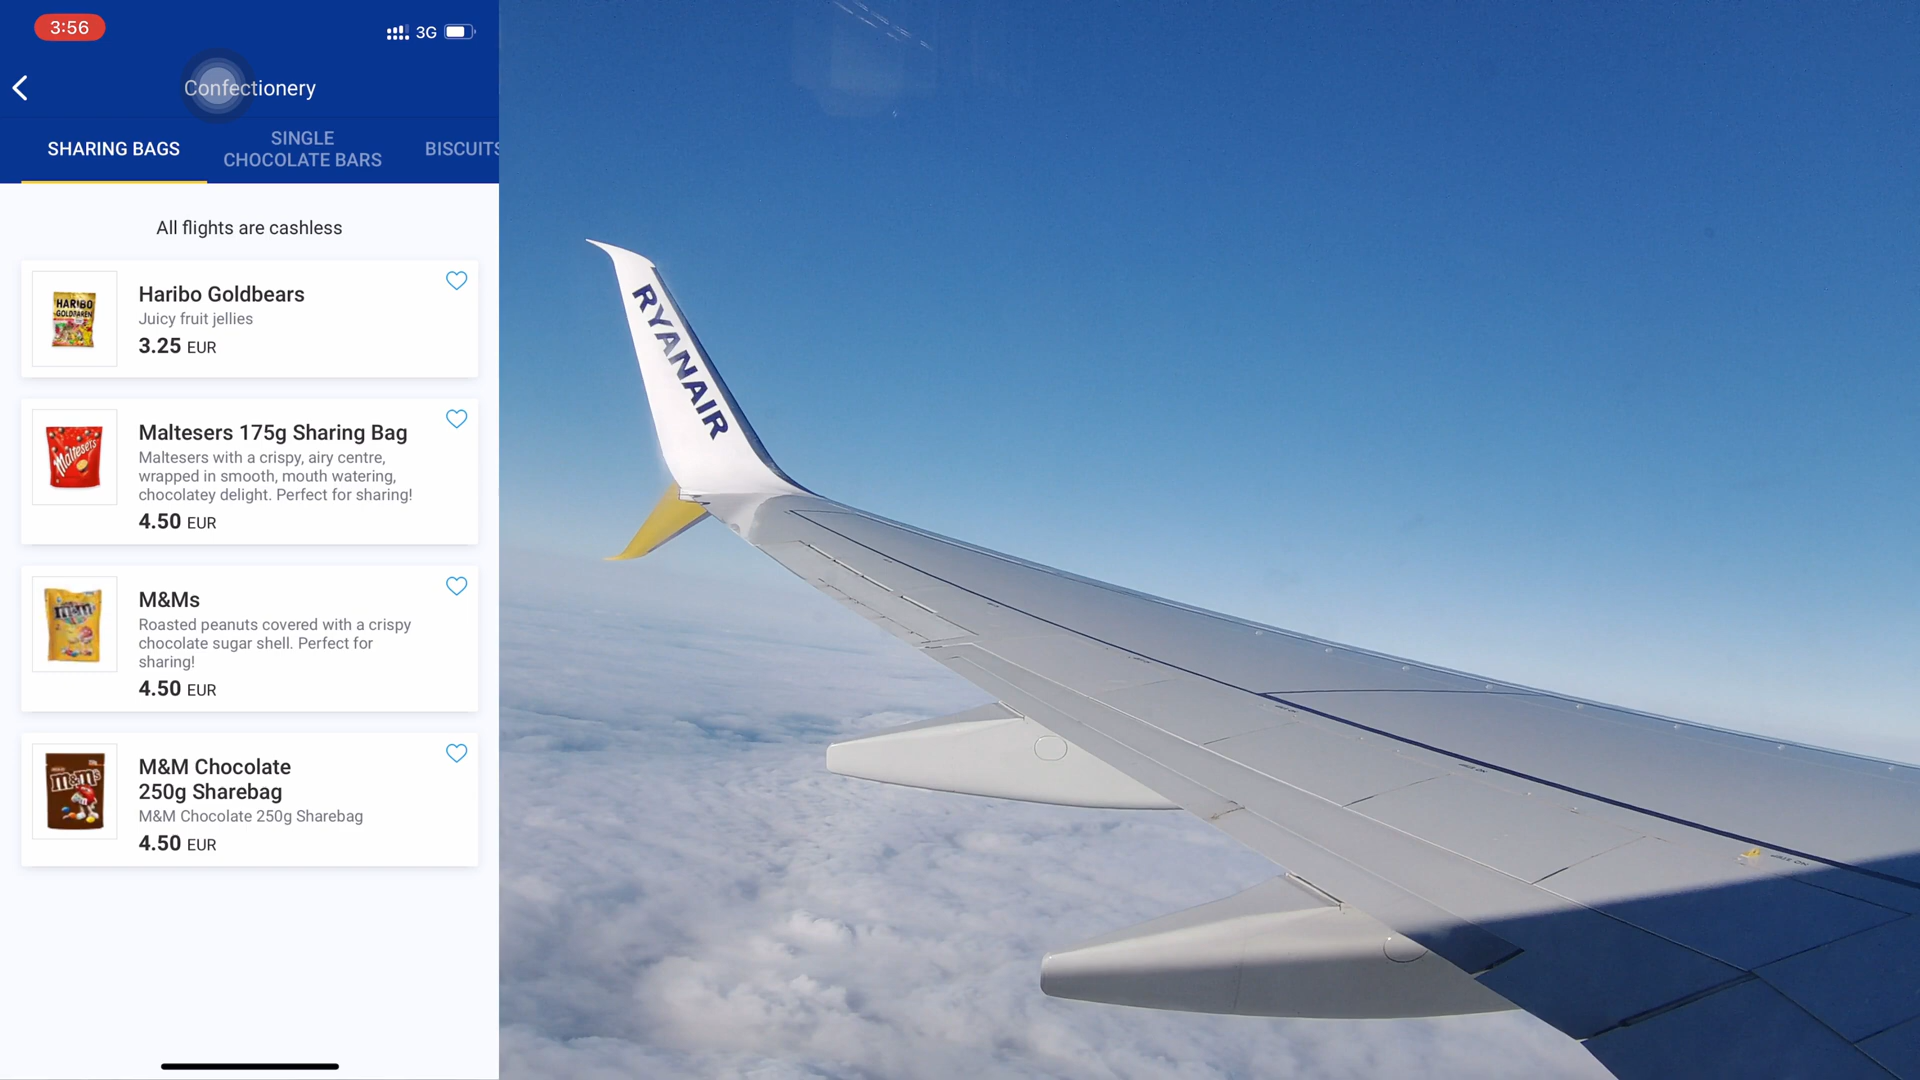 3:56
3G
Confectionery
SHARING BAGS
SINGLE
CHOCOLATE BARS
BISCUITS
All flights are cashless
HARIBO
Haribo Goldbears
Juicy fruit jellies
3.25 EUR
Maltesers
Maltesers 175g Sharing Bag
Maltesers with a crispy, airy centre,
wrapped in smooth, mouth watering,
chocolatey delight. Perfect for sharing!
4.50 EUR
m&m's
M&Ms
Roasted peanuts covered with a crispy
chocolate sugar shell. Perfect for
sharing!
4.50 EUR
m&m's
M&M Chocolate
250g Sharebag
M&M Chocolate 250g Sharebag
4.50 EUR
RYANAIR